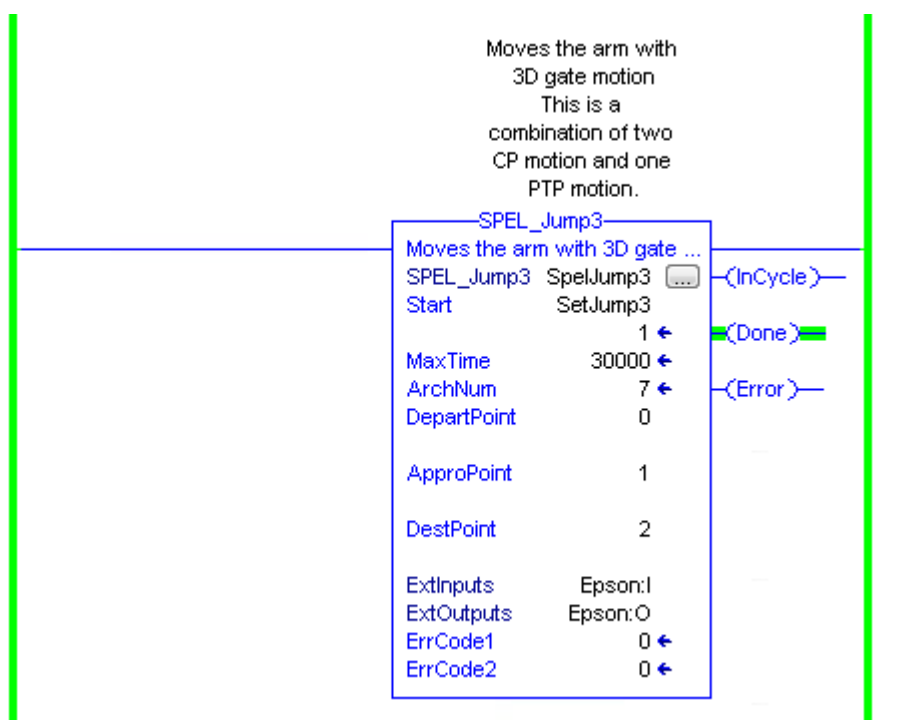 Moves the arm with
3D gate motion
This is a
combination of two
CP motion and one
PTP motion.
SPEL_Jump3
Moves the arm with 3D gate ...
SPEL_Jump3 SpelJump3 ... (InCycle)
Start SetJump3
1 ← (Done)
MaxTime 30000 ←
ArchNum 7 ← (Error)
DepartPoint 0
ApproPoint 1
DestPoint 2
ExtInputs Epson:I
ExtOutputs Epson:O
ErrCode1 0 ←
ErrCode2 0 ←